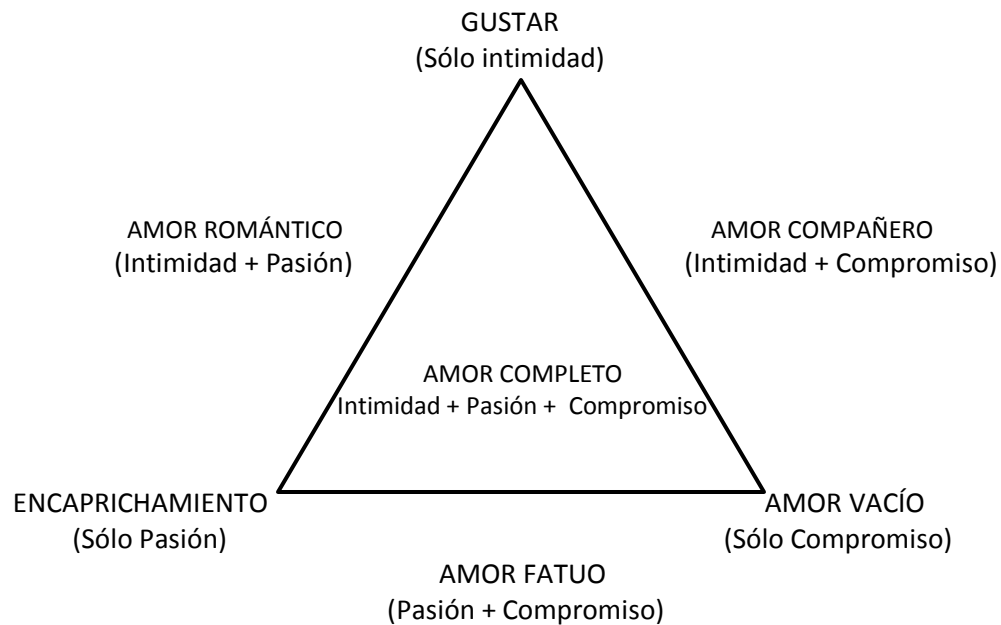 GUSTAR
(Sólo intimidad)
AMOR ROMÁNTICO
(Intimidad + Pasión)
AMOR COMPAÑERO
(Intimidad + Compromiso)
AMOR COMPLETO
Intimidad + Pasión + Compromiso
ENCAPRICHAMIENTO
(Sólo Pasión)
AMOR VACÍO
(Sólo Compromiso)
AMOR FATUO
(Pasión + Compromiso)